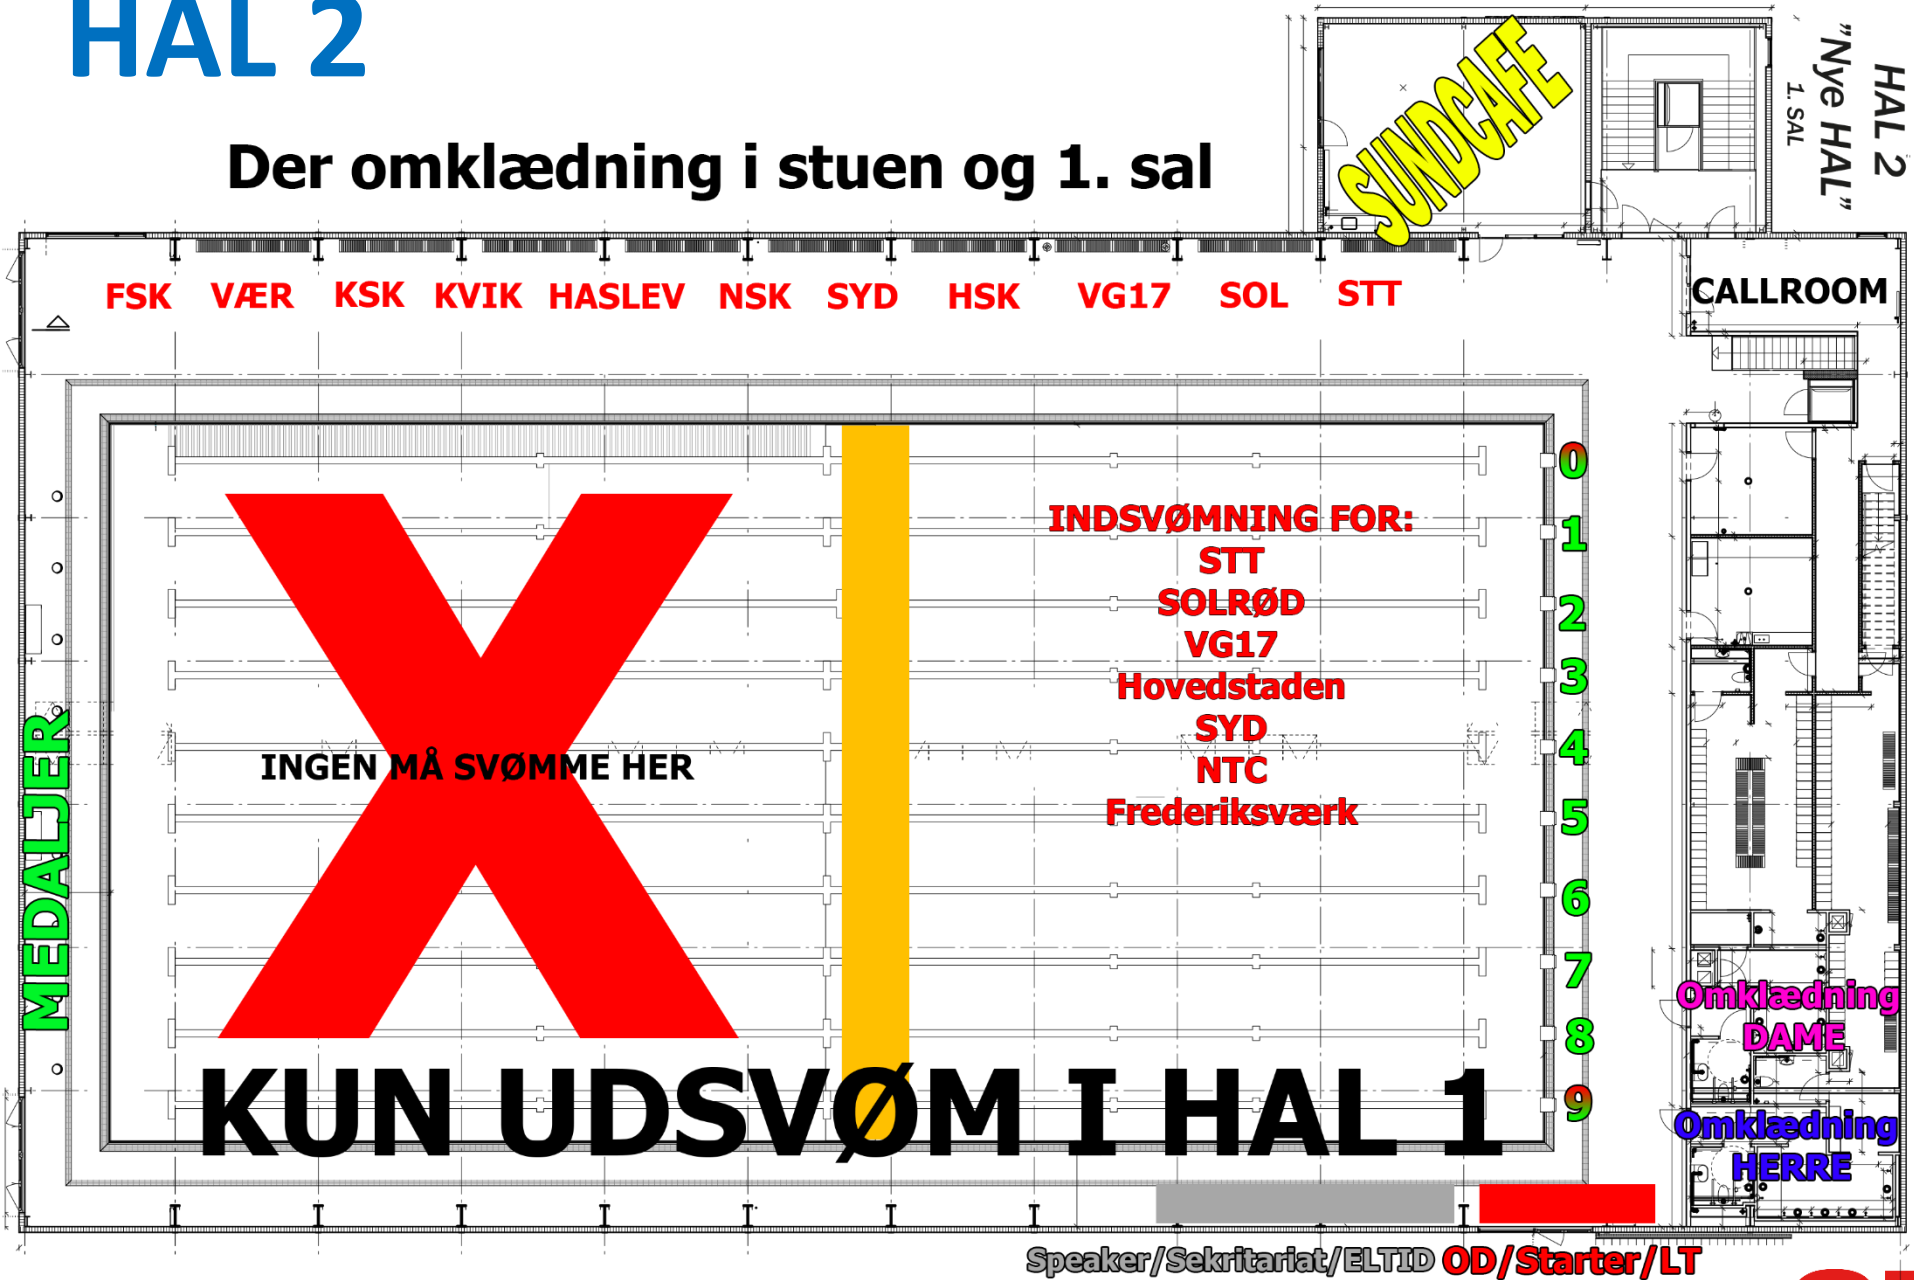 HAL 2
Der omklædning i stuen og 1. sal
SUNDCAFE
HAL 2
"Nye HAL"
1. SAL
FSK VÆR KSK KVIK HASLEV NSK SYD HSK VG17 SOL STT
CALLROOM
INDSVØMNING FOR:
STT
SOLRØD
VG17
Hovedstaden
SYD
NTC
Frederiksværk
INGEN MÅ SVØMME HER
0
1
2
3
4
5
6
7
8
9
MEDALJER
Omklædning
DAME
Omklædning
HERRE
KUN UDSVØM I HAL 1
Speaker/Sekritariat/ELTID OD/Starter/LT